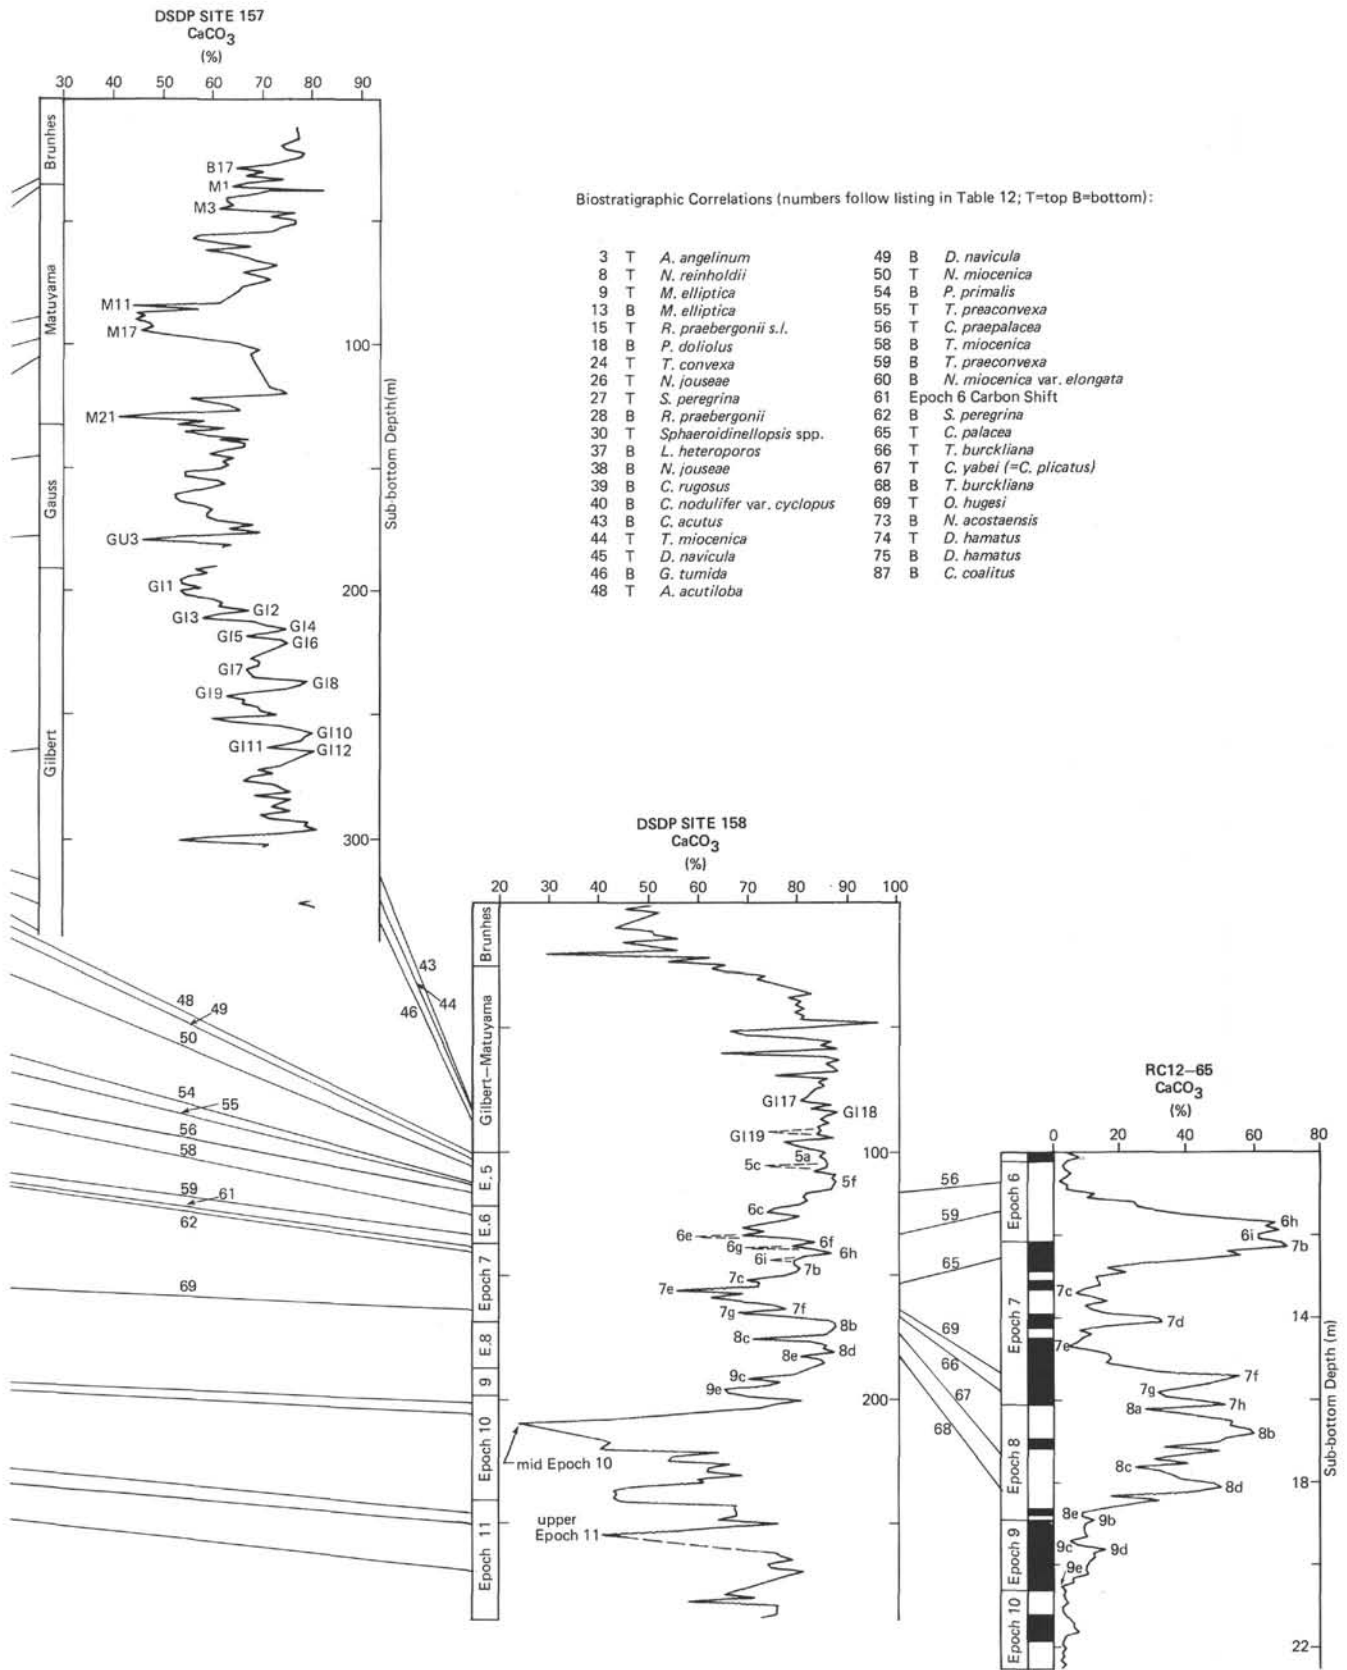 DSDP SITE 157
CaCO3
(%)
30 40 50 60 70 80 90
Brunhes
Matuyama
Gauss
Gilbert
B17
M1
M3
M11
M17
M21
GU3
GI1
GI2
GI3
GI4
GI5
GI6
GI7
GI8
GI9
GI10
GI11
GI12
100
200
300
Sub-bottom Depth(m)
Biostratigraphic Correlations (numbers follow listing in Table 12; T=top B=bottom):
3 T A. angelinum
8 T N. reinholdii
9 T M. elliptica
13 B M. elliptica
15 T R. praebergonii s.l.
18 B P. doliolus
24 T T. convexa
26 T N. jouseae
27 T S. peregrina
28 B R. praebergonii
30 T Sphaeroidinellopsis spp.
37 B L. heteroporos
38 B N. jouseae
39 B C. rugosus
40 B C. nodulifer var. cyclopus
43 B C. acutus
44 T T. miocenica
45 T D. navicula
46 B G. tumida
48 T A. acutiloba
49 B D. navicula
50 T N. miocenica
54 B P. primalis
55 T T. preaconvexa
56 T C. praepalacea
58 B T. miocenica
59 B T. praeconvexa
60 B N. miocenica var. elongata
61 Epoch 6 Carbon Shift
62 B S. peregrina
65 T C. palacea
66 T T. burckliana
67 T C. yabei (=C. plicatus)
68 B T. burckliana
69 T O. hugesi
73 B N. acostaensis
74 T D. hamatus
75 B D. hamatus
87 B C. coalitus
43
44
46
48
49
50
54
55
56
58
59
61
62
69
DSDP SITE 158
CaCO3
(%)
20 30 40 50 60 70 80 90 100
Brunhes
Gilbert–Matuyama
E.5
E.6
Epoch 7
E.8
9
Epoch 10
Epoch 11
GI17
GI18
GI19
5a
5c
5f
6c
6e
6f
6g
6h
6i
7b
7c
7e
7f
7g
8b
8c
8d
8e
9c
9e
mid Epoch 10
upper
Epoch 11
100
200
56
59
65
69
66
67
68
RC12–65
CaCO3
(%)
0 20 40 60 80
Epoch 6
Epoch 7
Epoch 8
Epoch 9
Epoch 10
6h
6i
7b
7c
7d
7e
7f
7g
7h
8a
8b
8c
8d
8e
9b
9c
9d
9e
14
18
22
Sub-bottom Depth (m)